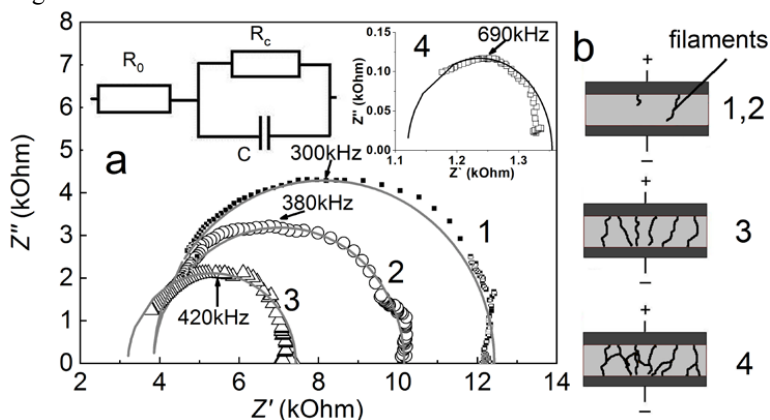 a
R₀
R_c
C
300kHz
380kHz
420kHz
1
2
3
8
7
6
5
4
3
2
1
0
Z'' (kOhm)
2 4 6 8 10 12 14
Z' (kOhm)
4
690kHz
0.15
0.10
0.05
0.00
Z'' (kOhm)
1.1 1.2 1.3
Z` (kOhm)
b
filaments
+
1,2
−
+
3
−
+
4
−